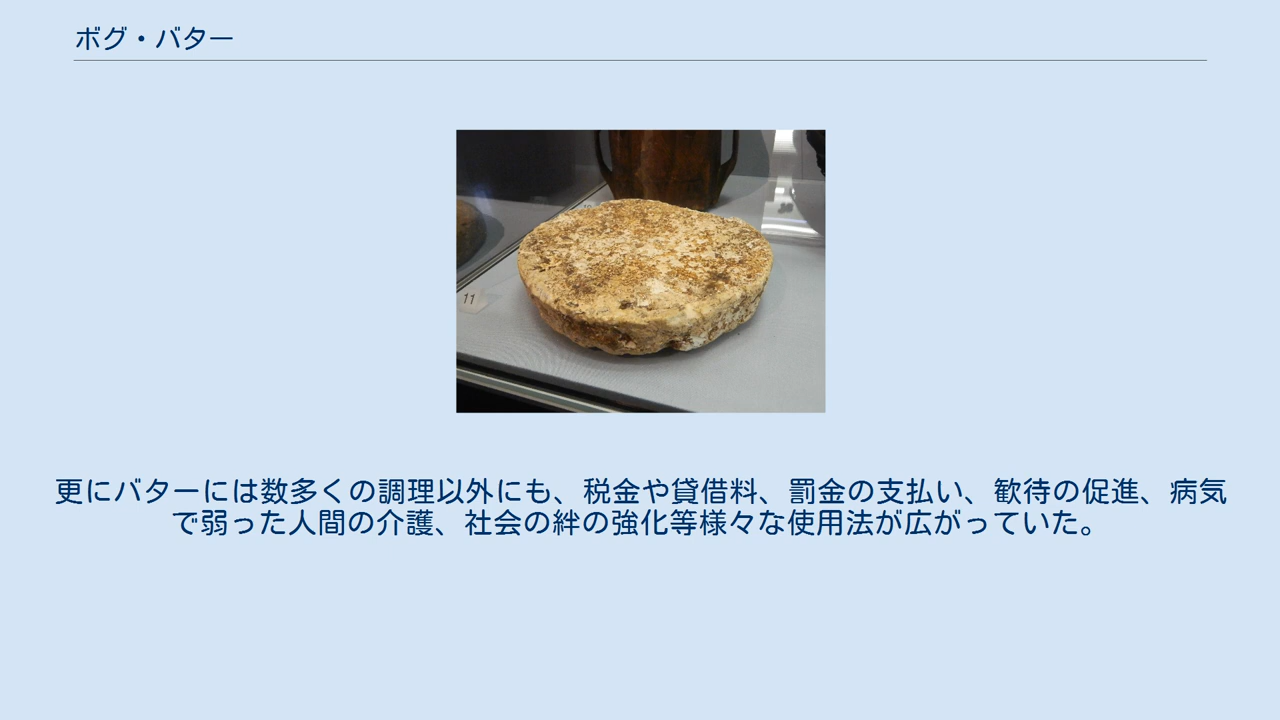 ボグ・バター
11
更にバターには数多くの調理以外にも、税金や貸借料、罰金の支払い、歓待の促進、病気
で弱った人間の介護、社会の絆の強化等様々な使用法が広がっていた。